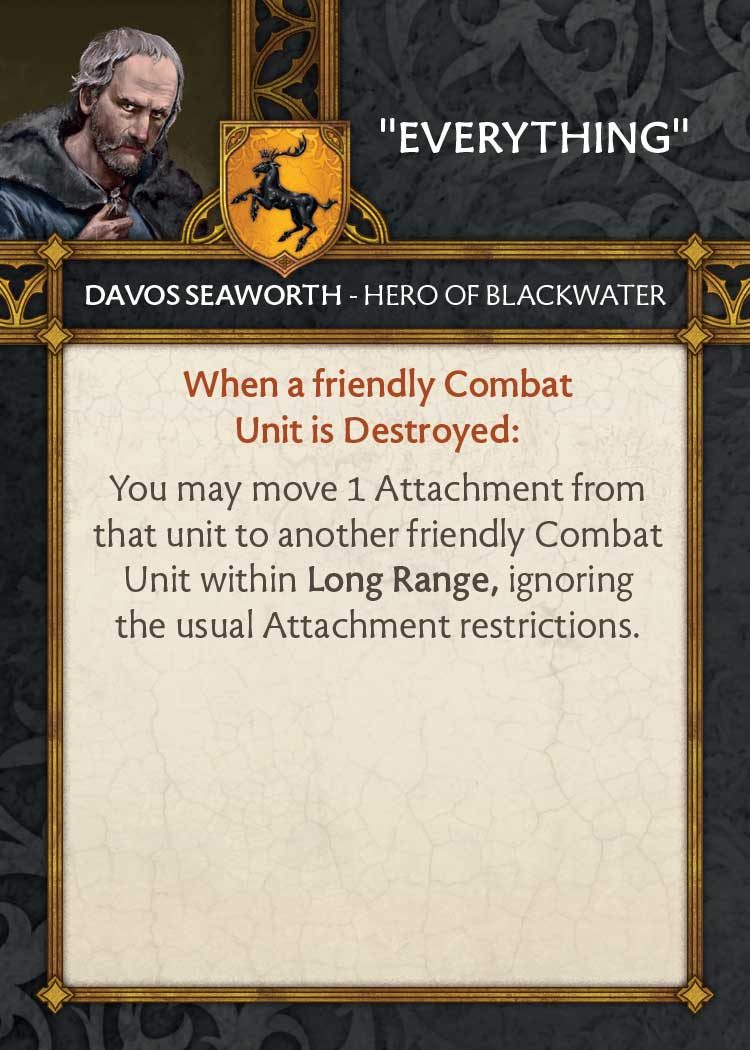 "EVERYTHING"
DAVOS SEAWORTH - HERO OF BLACKWATER
When a friendly Combat
Unit is Destroyed:
You may move 1 Attachment from
that unit to another friendly Combat
Unit within Long Range, ignoring
the usual Attachment restrictions.